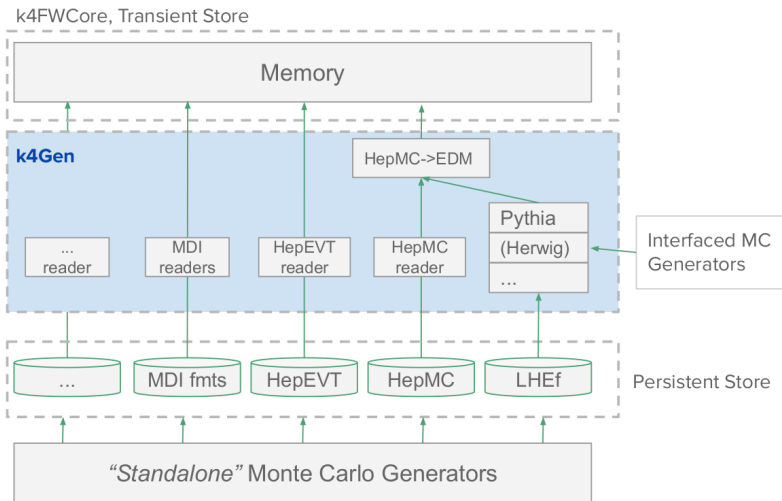 k4FWCore, Transient Store
Memory
k4Gen
HepMC->EDM
Pythia
(Herwig)
...
...
reader
MDI
readers
HepEVT
reader
HepMC
reader
Interfaced MC
Generators
...
MDI fmts
HepEVT
HepMC
LHEf
Persistent Store
“Standalone” Monte Carlo Generators